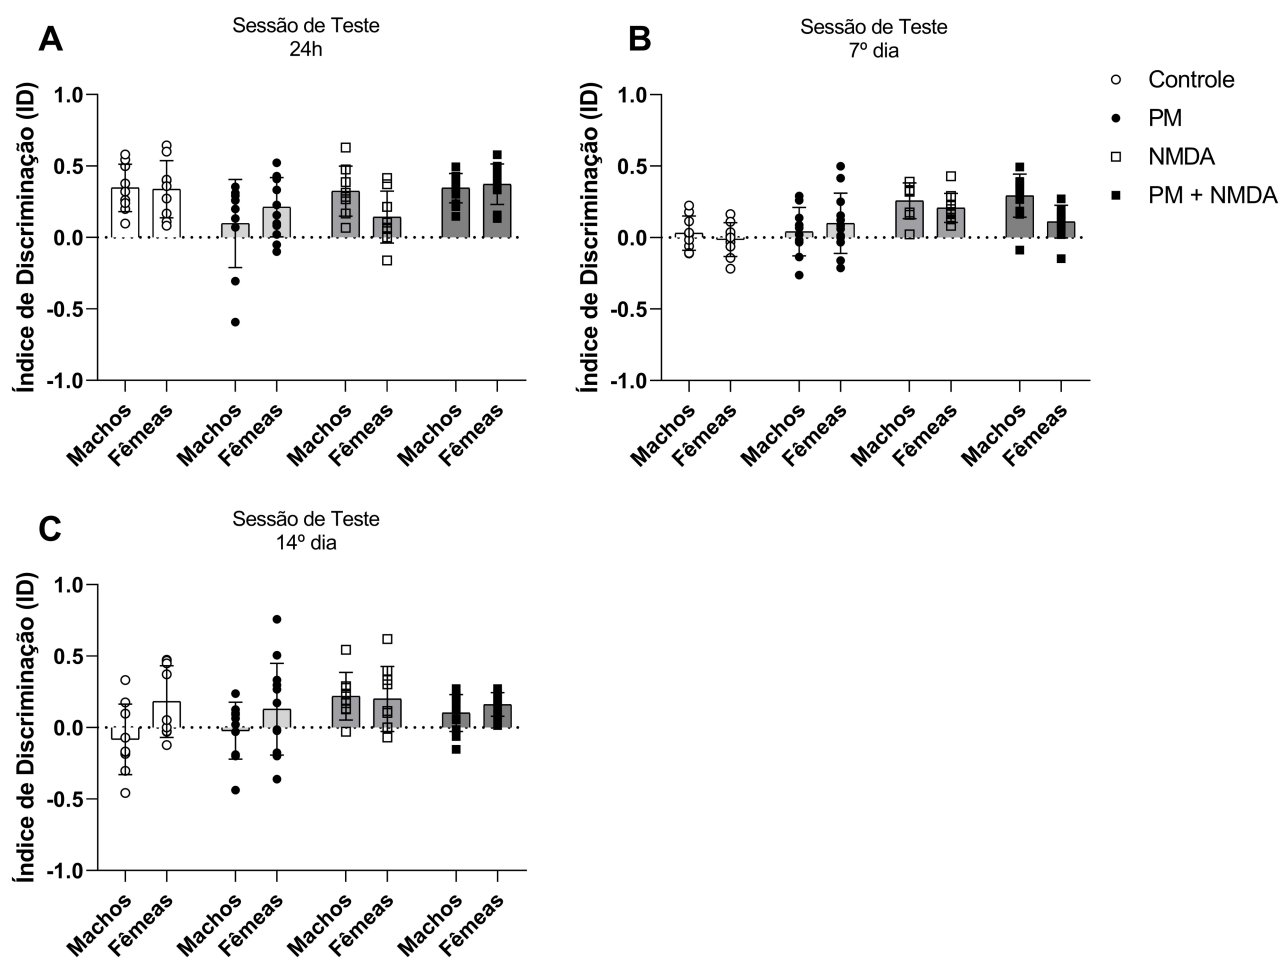 A
Sessão de Teste
24h
Índice de Discriminação (ID)
1.0
0.5
0.0
-0.5
-1.0
Machos
Fêmeas
Machos
Fêmeas
Machos
Fêmeas
Machos
Fêmeas
B
Sessão de Teste
7º dia
Índice de Discriminação (ID)
1.0
0.5
0.0
-0.5
-1.0
Machos
Fêmeas
Machos
Fêmeas
Machos
Fêmeas
Machos
Fêmeas
Controle
PM
NMDA
PM + NMDA
C
Sessão de Teste
14º dia
Índice de Discriminação (ID)
1.0
0.5
0.0
-0.5
-1.0
Machos
Fêmeas
Machos
Fêmeas
Machos
Fêmeas
Machos
Fêmeas